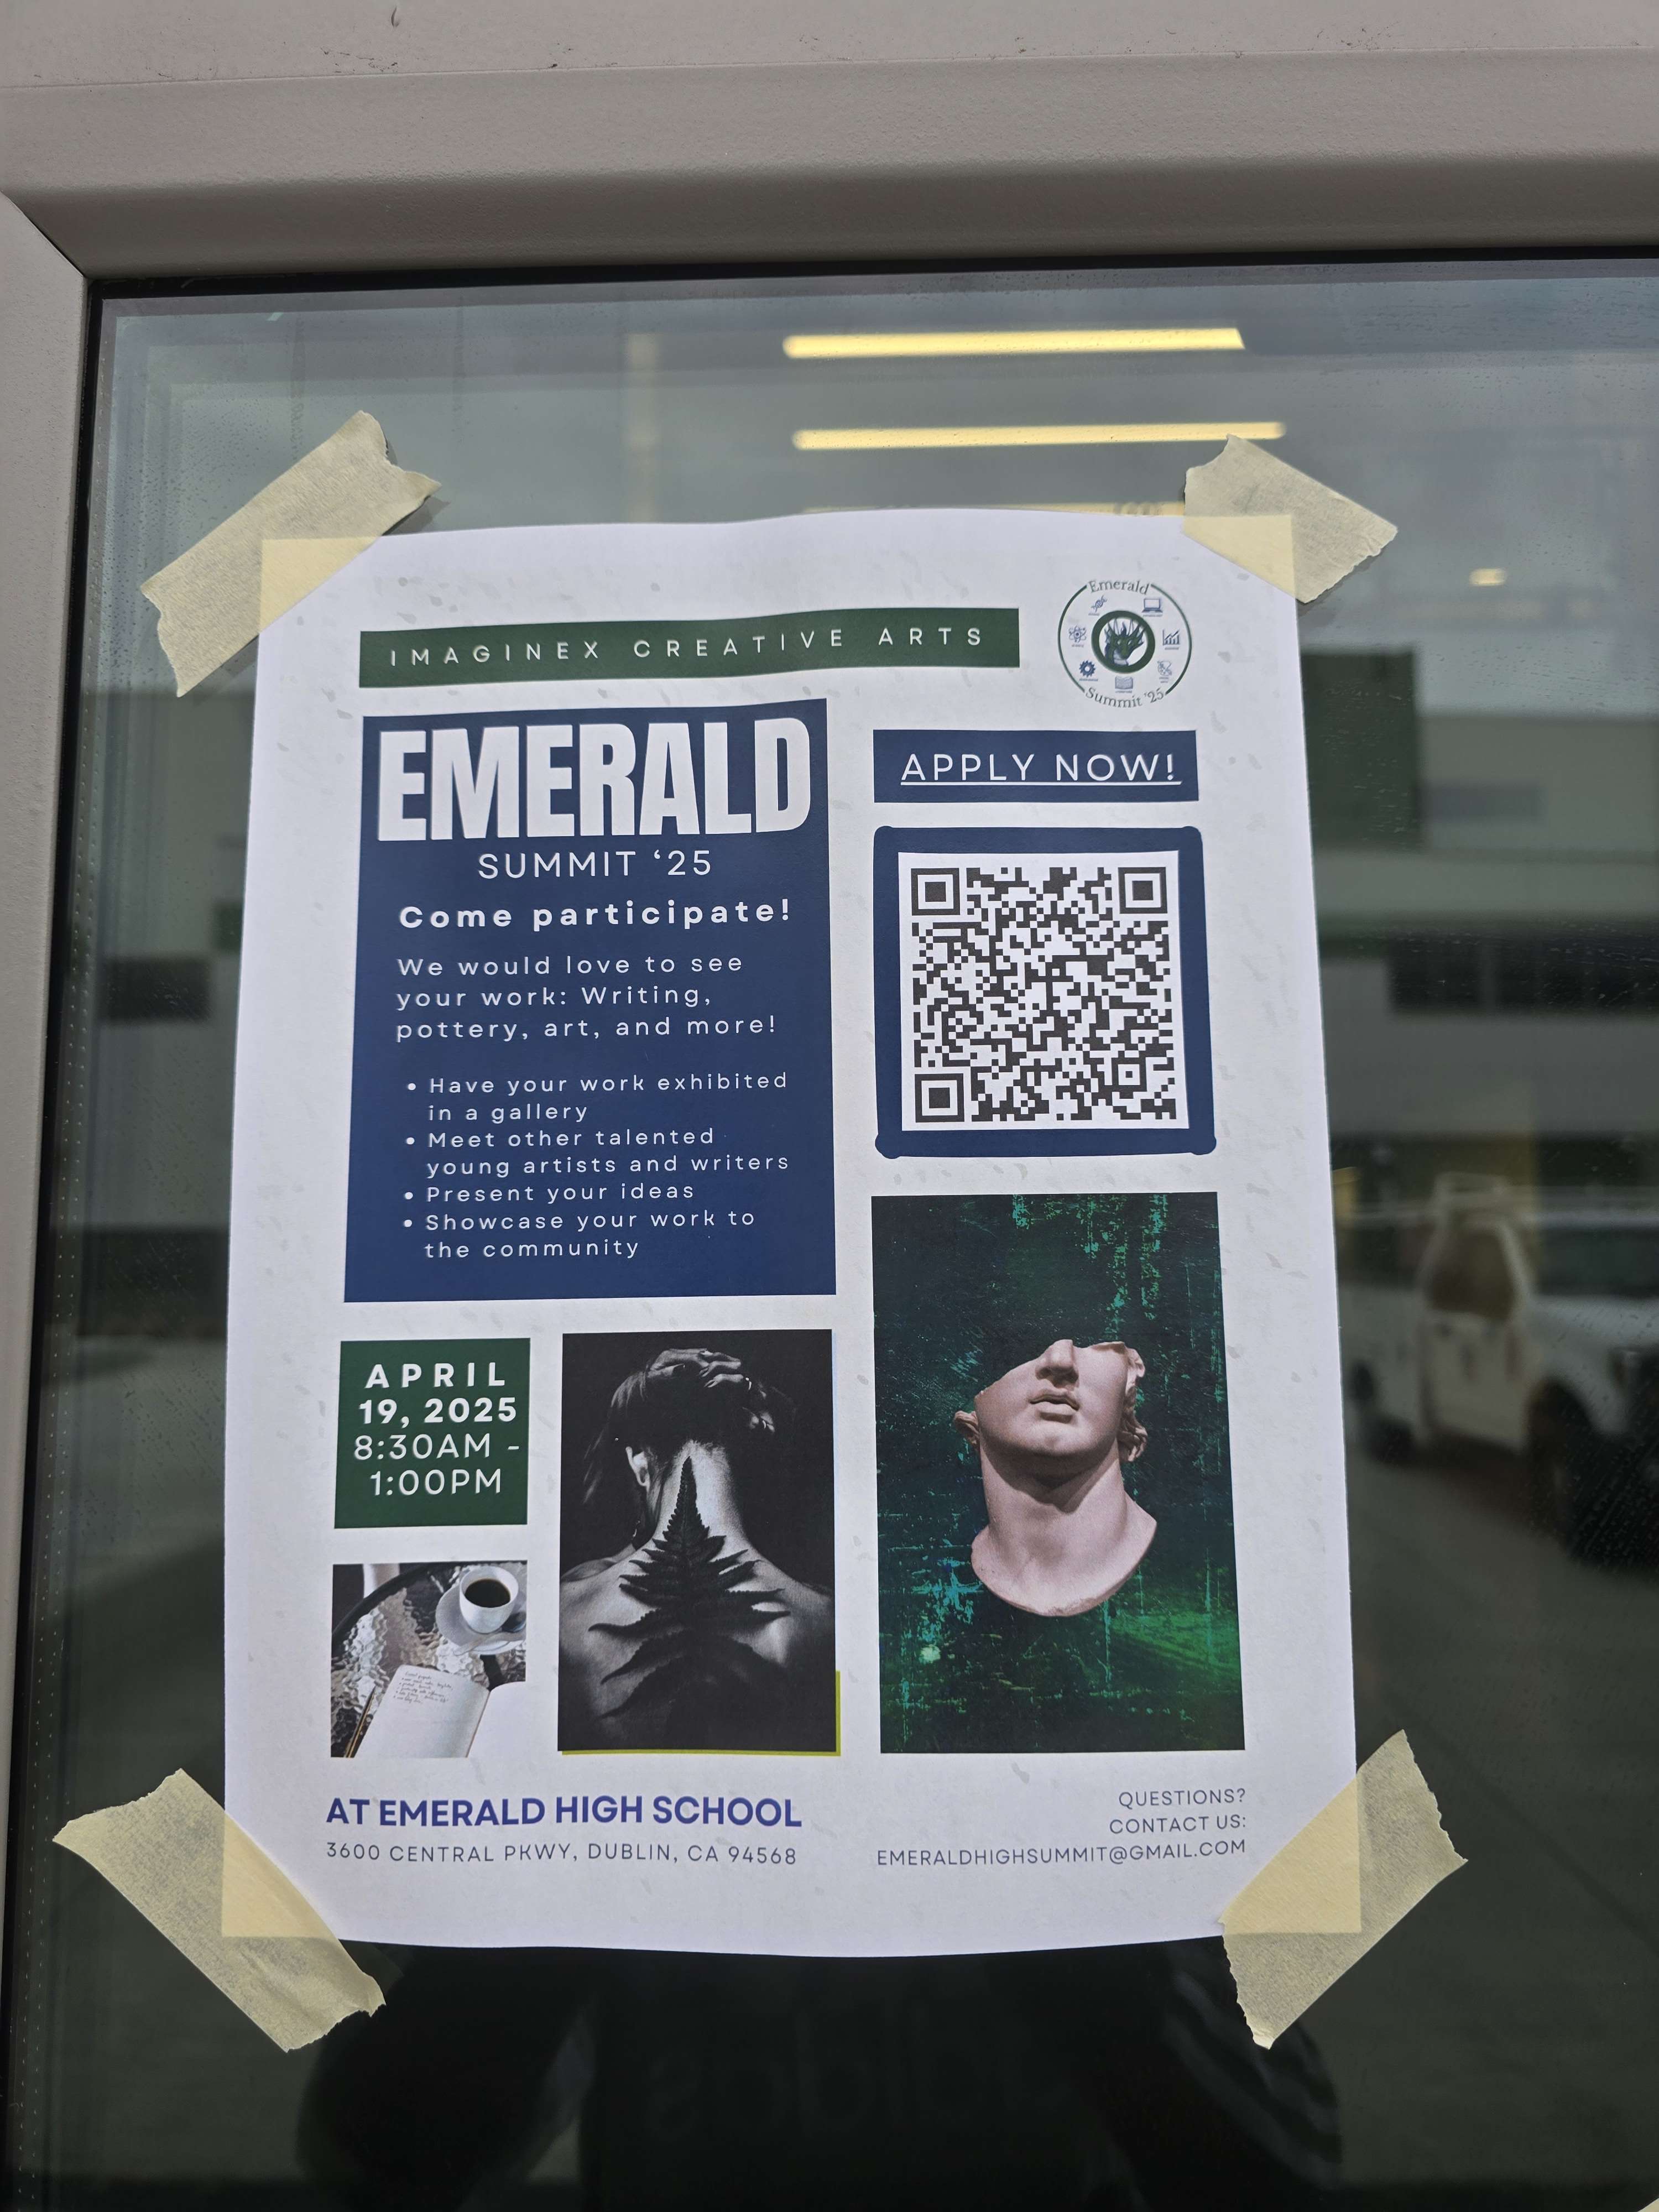 IMAGINEX CREATIVE ARTS
Emerald
Summit '25
EMERALD
SUMMIT ‘25
Come participate!
We would love to see
your work: Writing,
pottery, art, and more!
• Have your work exhibited
in a gallery
• Meet other talented
young artists and writers
• Present your ideas
• Showcase your work to
the community
APPLY NOW!
APRIL
19, 2025
8:30AM -
1:00PM
AT EMERALD HIGH SCHOOL
3600 CENTRAL PKWY, DUBLIN, CA 94568
QUESTIONS?
CONTACT US:
EMERALDHIGHSUMMIT@GMAIL.COM